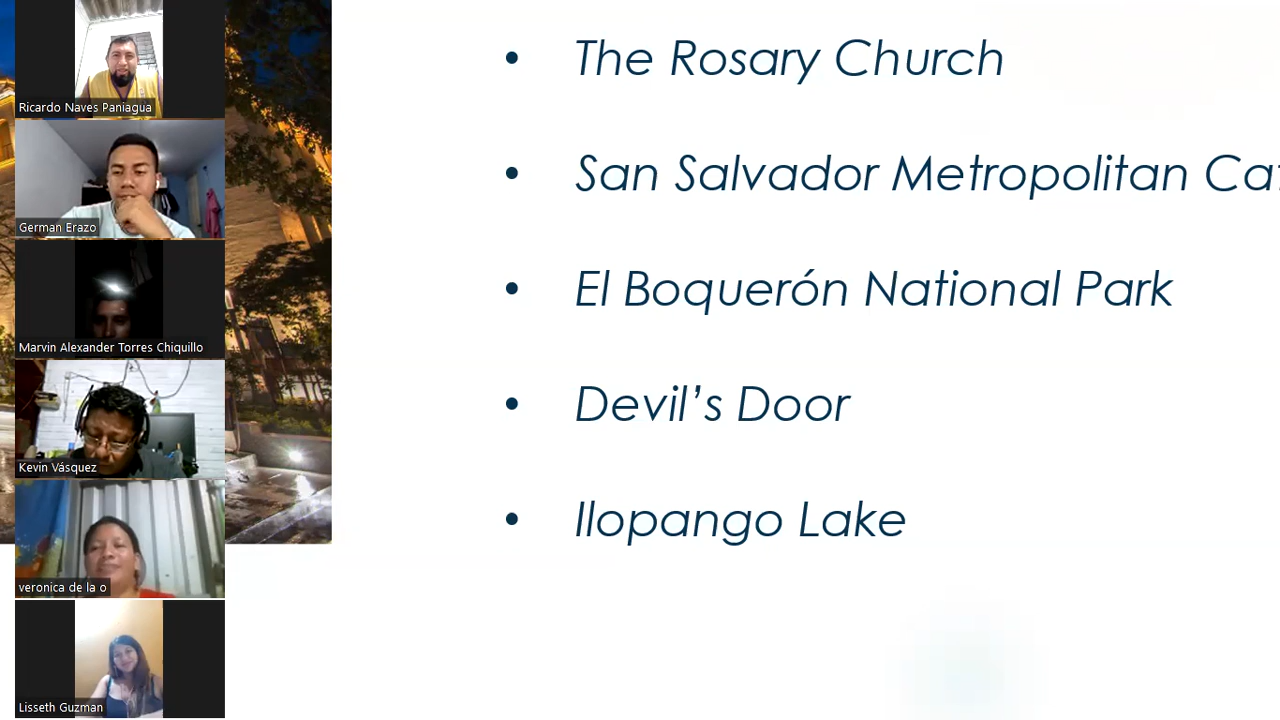 Ricardo Naves Paniagua
German Erazo
Marvin Alexander Torres Chiquillo
Kevin Vásquez
veronica de la o
Lisseth Guzman
• The Rosary Church
• San Salvador Metropolitan Cat
• El Boquerón National Park
• Devil’s Door
• Ilopango Lake